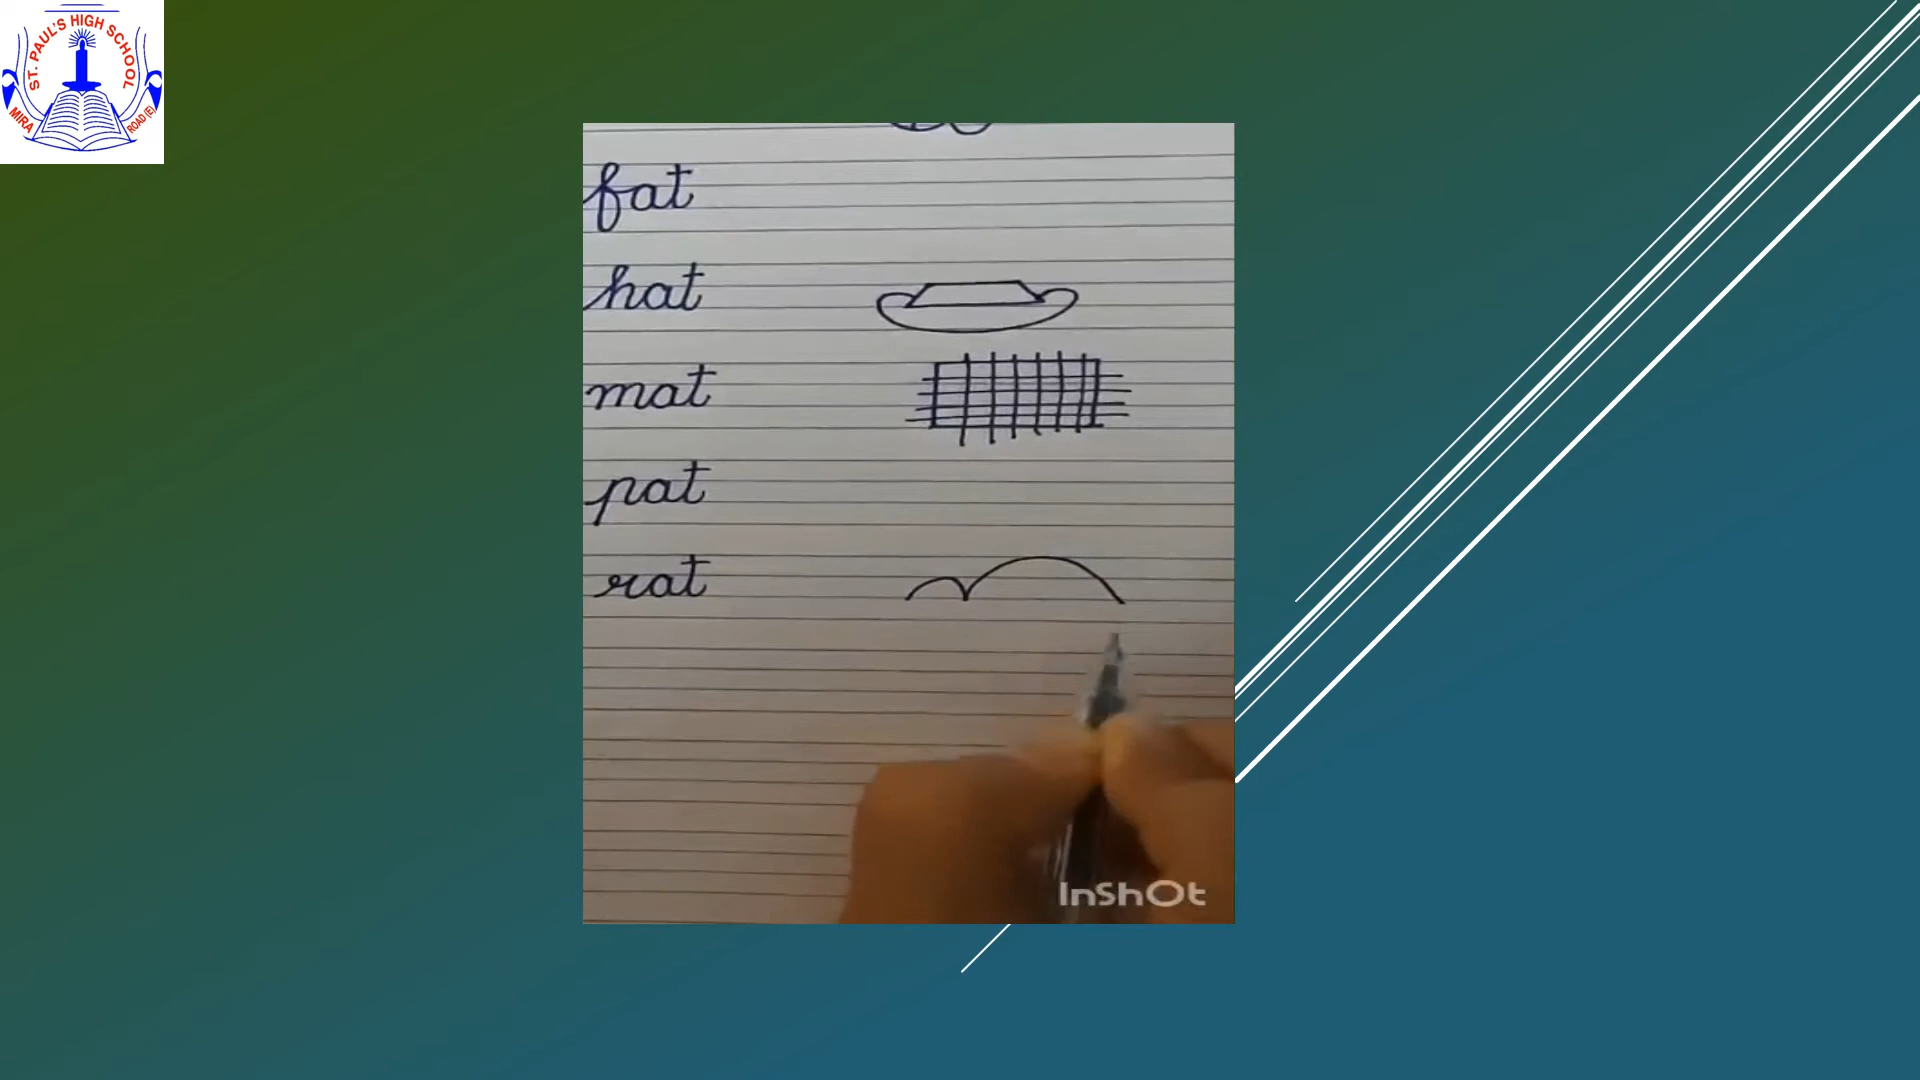 ST. PAUL'S HIGH SCHOOL
MIRA ROAD (E)
fat
hat
mat
pat
rat
InShOt